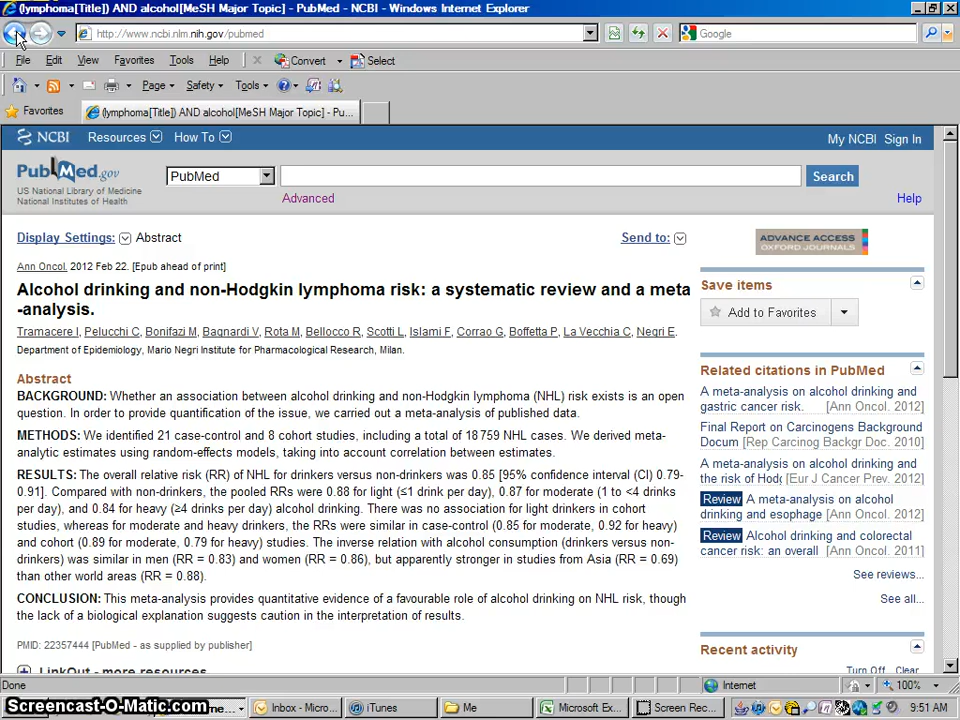 (lymphoma[Title]) AND alcohol[MeSH Major Topic] - PubMed - NCBI - Windows Internet Explorer
http://www.ncbi.nlm.nih.gov/pubmed
Google
File Edit View Favorites Tools Help Convert Select
Page Safety Tools
Favorites (lymphoma[Title]) AND alcohol[MeSH Major Topic] - Pu...
NCBI Resources How To My NCBI Sign In
PubMed.gov
US National Library of Medicine
National Institutes of Health
PubMed Search
Advanced Help
Display Settings: Abstract Send to:
ADVANCE ACCESS
OXFORD JOURNALS
Ann Oncol. 2012 Feb 22. [Epub ahead of print]
Alcohol drinking and non-Hodgkin lymphoma risk: a systematic review and a meta
-analysis.
Tramacere I, Pelucchi C, Bonifazi M, Bagnardi V, Rota M, Bellocco R, Scotti L, Islami F, Corrao G, Boffetta P, La Vecchia C, Negri E.
Department of Epidemiology, Mario Negri Institute for Pharmacological Research, Milan.
Abstract
BACKGROUND: Whether an association between alcohol drinking and non-Hodgkin lymphoma (NHL) risk exists is an open
question. In order to provide quantification of the issue, we carried out a meta-analysis of published data.
METHODS: We identified 21 case-control and 8 cohort studies, including a total of 18 759 NHL cases. We derived meta-
analytic estimates using random-effects models, taking into account correlation between estimates.
RESULTS: The overall relative risk (RR) of NHL for drinkers versus non-drinkers was 0.85 [95% confidence interval (CI) 0.79-
0.91]. Compared with non-drinkers, the pooled RRs were 0.88 for light (≤1 drink per day), 0.87 for moderate (1 to <4 drinks
per day), and 0.84 for heavy (≥4 drinks per day) alcohol drinking. There was no association for light drinkers in cohort
studies, whereas for moderate and heavy drinkers, the RRs were similar in case-control (0.85 for moderate, 0.92 for heavy)
and cohort (0.89 for moderate, 0.79 for heavy) studies. The inverse relation with alcohol consumption (drinkers versus non-
drinkers) was similar in men (RR = 0.83) and women (RR = 0.86), but apparently stronger in studies from Asia (RR = 0.69)
than other world areas (RR = 0.88).
CONCLUSION: This meta-analysis provides quantitative evidence of a favourable role of alcohol drinking on NHL risk, though
the lack of a biological explanation suggests caution in the interpretation of results.
PMID: 22357444 [PubMed - as supplied by publisher]
LinkOut - more resources
Save items
Add to Favorites
Related citations in PubMed
A meta-analysis on alcohol drinking and
gastric cancer risk. [Ann Oncol. 2012]
Final Report on Carcinogens Background
Docum [Rep Carcinog Backgr Doc. 2010]
A meta-analysis on alcohol drinking and
the risk of Hodg [Eur J Cancer Prev. 2012]
Review A meta-analysis on alcohol
drinking and esophage [Ann Oncol. 2012]
Review Alcohol drinking and colorectal
cancer risk: an overall [Ann Oncol. 2011]
See reviews...
See all...
Recent activity
Turn Off Clear
Done Internet 100%
Screencast-O-Matic.com Inbox - Micro... iTunes Me Microsoft Ex... Screen Rec... 9:51 AM